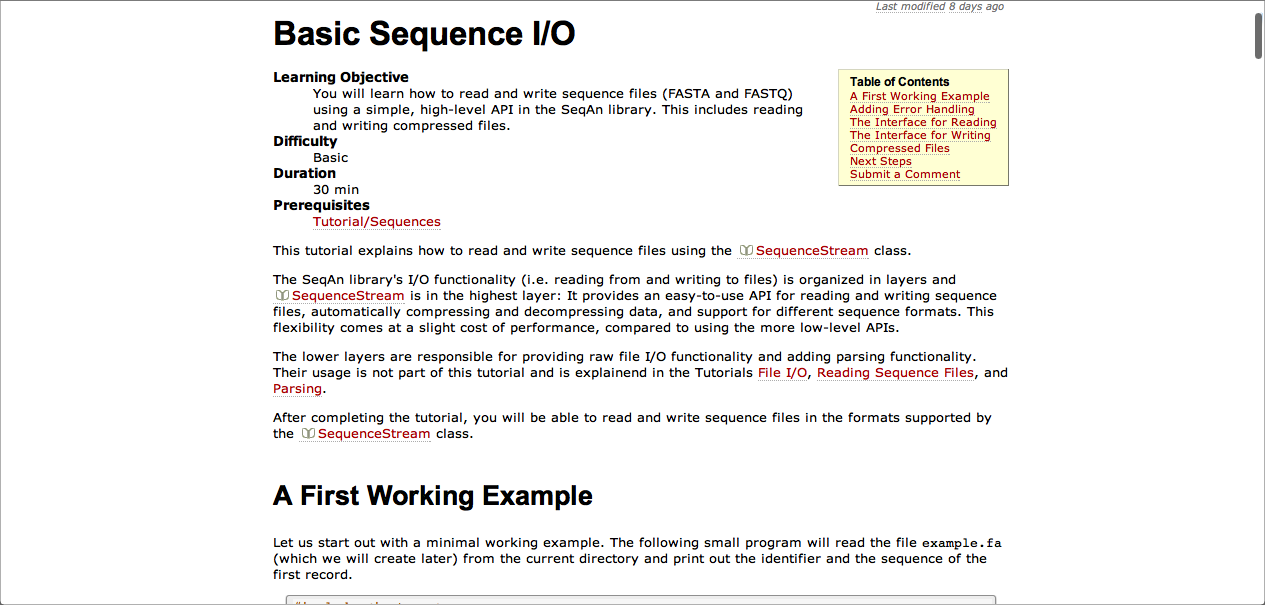 Last modified 8 days ago
Basic Sequence I/O
Learning Objective
You will learn how to read and write sequence files (FASTA and FASTQ)
using a simple, high-level API in the SeqAn library. This includes reading
and writing compressed files.
Difficulty
Basic
Duration
30 min
Prerequisites
Tutorial/Sequences
Table of Contents
A First Working Example
Adding Error Handling
The Interface for Reading
The Interface for Writing
Compressed Files
Next Steps
Submit a Comment
This tutorial explains how to read and write sequence files using the SequenceStream class.
The SeqAn library's I/O functionality (i.e. reading from and writing to files) is organized in layers and
SequenceStream is in the highest layer: It provides an easy-to-use API for reading and writing sequence
files, automatically compressing and decompressing data, and support for different sequence formats. This
flexibility comes at a slight cost of performance, compared to using the more low-level APIs.
The lower layers are responsible for providing raw file I/O functionality and adding parsing functionality.
Their usage is not part of this tutorial and is explainend in the Tutorials File I/O, Reading Sequence Files, and
Parsing.
After completing the tutorial, you will be able to read and write sequence files in the formats supported by
the SequenceStream class.
A First Working Example
Let us start out with a minimal working example. The following small program will read the file example.fa
(which we will create later) from the current directory and print out the identifier and the sequence of the
first record.